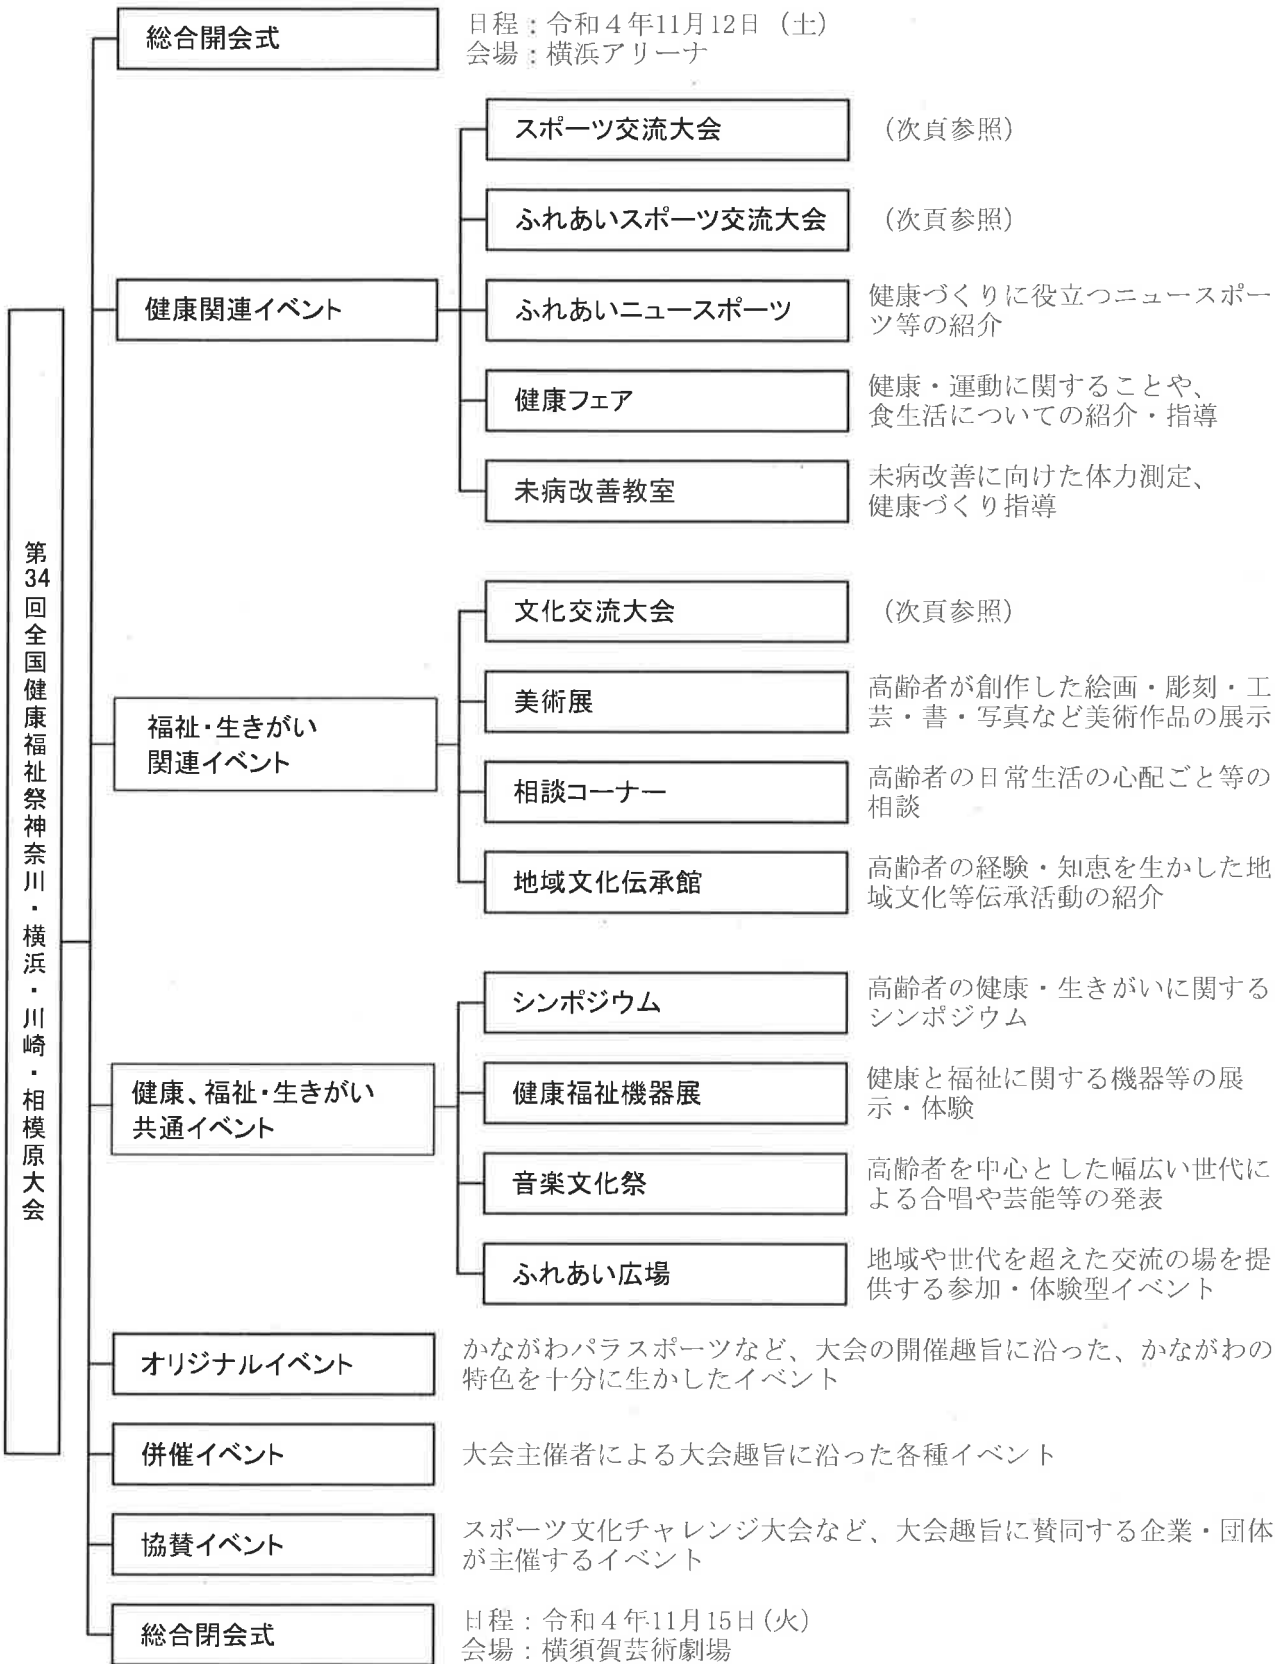 総合開会式
日程：令和４年11月12日（土）
会場：横浜アリーナ
スポーツ交流大会
（次頁参照）
ふれあいスポーツ交流大会
（次頁参照）
健康関連イベント
ふれあいニュースポーツ
健康づくりに役立つニュースポー
ツ等の紹介
健康フェア
健康・運動に関することや、
食生活についての紹介・指導
未病改善教室
未病改善に向けた体力測定、
健康づくり指導
第34回全国健康福祉祭神奈川・横浜・川崎・相模原大会
文化交流大会
（次頁参照）
福祉・生きがい
関連イベント
美術展
高齢者が創作した絵画・彫刻・工
芸・書・写真など美術作品の展示
相談コーナー
高齢者の日常生活の心配ごと等の
相談
地域文化伝承館
高齢者の経験・知恵を生かした地
域文化等伝承活動の紹介
シンポジウム
高齢者の健康・生きがいに関する
シンポジウム
健康、福祉・生きがい
共通イベント
健康福祉機器展
健康と福祉に関する機器等の展
示・体験
音楽文化祭
高齢者を中心とした幅広い世代に
よる合唱や芸能等の発表
ふれあい広場
地域や世代を超えた交流の場を提
供する参加・体験型イベント
オリジナルイベント
かながわパラスポーツなど、大会の開催趣旨に沿った、かながわの
特色を十分に生かしたイベント
併催イベント
大会主催者による大会趣旨に沿った各種イベント
協賛イベント
スポーツ文化チャレンジ大会など、大会趣旨に賛同する企業・団体
が主催するイベント
総合閉会式
日程：令和４年11月15日(火)
会場：横須賀芸術劇場